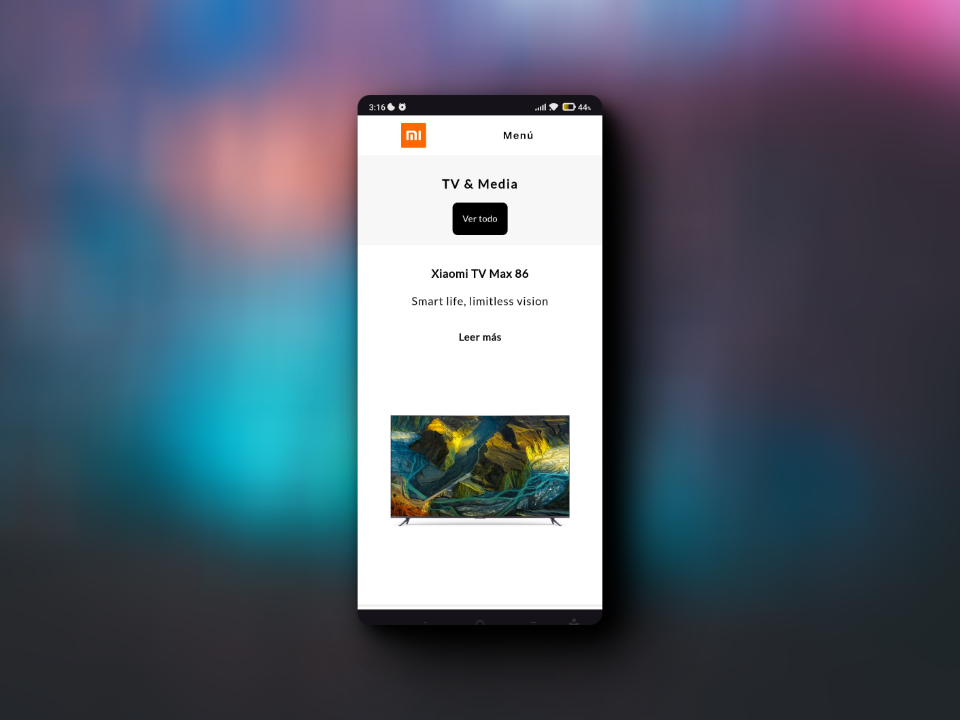 3:16 44%
mi Menú
TV & Media
Ver todo
Xiaomi TV Max 86
Smart life, limitless vision
Leer más